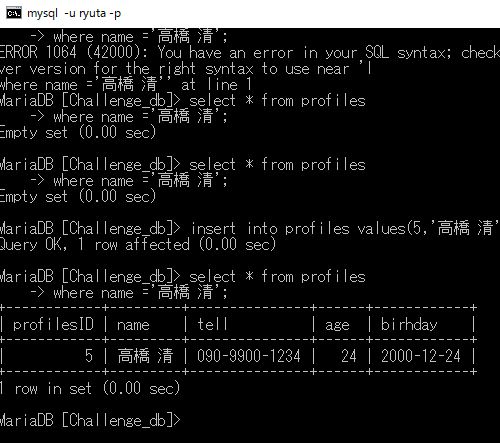 mysql -u ryuta -p
-> where name ='高橋 清';
ERROR 1064 (42000): You have an error in your SQL syntax; check
ver version for the right syntax to use near 'l
where name ='高橋 清'' at line 1
MariaDB [Challenge_db]> select * from profiles
-> where name ='高橋 清';
Empty set (0.00 sec)
MariaDB [Challenge_db]> select * from profiles
-> where name ='高橋 清';
Empty set (0.00 sec)
MariaDB [Challenge_db]> insert into profiles values(5,'高橋 清'
Query OK, 1 row affected (0.00 sec)
MariaDB [Challenge_db]> select * from profiles
-> where name ='高橋 清';
+------------+---------+---------------+------+------------+
| profilesID | name | tell | age | birhday |
+------------+---------+---------------+------+------------+
| 5 | 高橋 清 | 090-9900-1234 | 24 | 2000-12-24 |
+------------+---------+---------------+------+------------+
1 row in set (0.00 sec)
MariaDB [Challenge_db]>